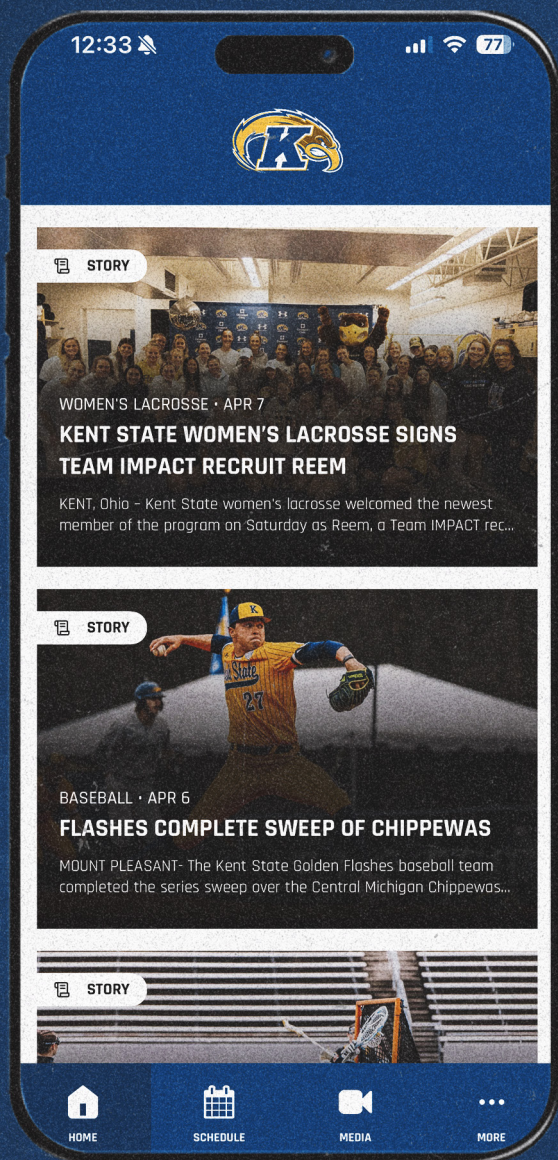 12:33
77
K
STORY
WOMEN'S LACROSSE • APR 7
KENT STATE WOMEN'S LACROSSE SIGNS
TEAM IMPACT RECRUIT REEM
KENT, Ohio – Kent State women's lacrosse welcomed the newest
member of the program on Saturday as Reem, a Team IMPACT rec...
STORY
K
State
27
BASEBALL • APR 6
FLASHES COMPLETE SWEEP OF CHIPPEWAS
MOUNT PLEASANT- The Kent State Golden Flashes baseball team
completed the series sweep over the Central Michigan Chippewas...
STORY
HOME
SCHEDULE
MEDIA
MORE